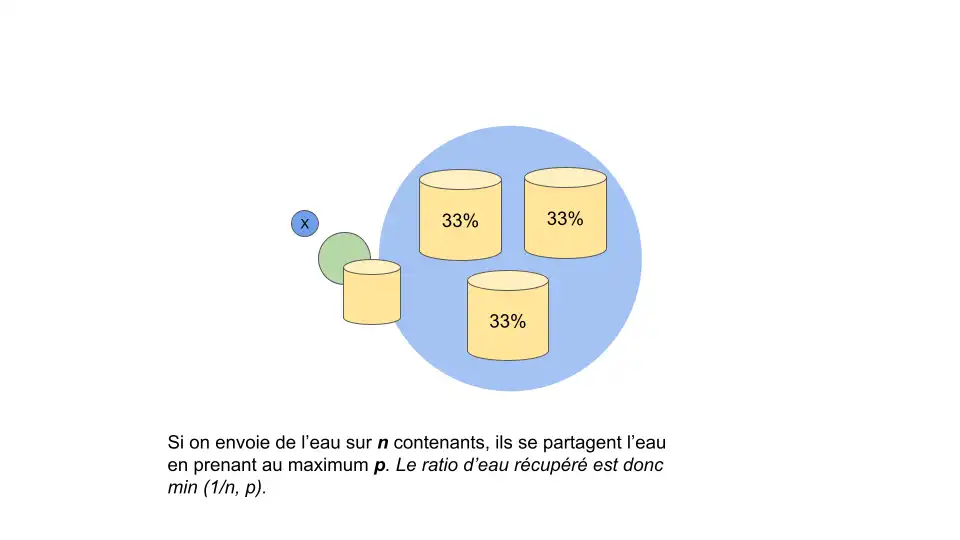 33%
33%
X
33%
Si on envoie de l’eau sur n contenants, ils se partagent l’eau
en prenant au maximum p. Le ratio d’eau récupéré est donc
min (1/n, p).